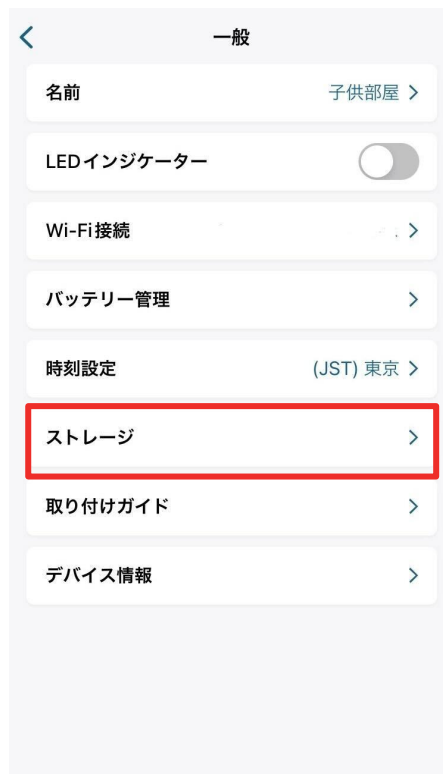 一般
名前 子供部屋
LEDインジケーター
Wi-Fi接続
バッテリー管理
時刻設定 (JST) 東京
ストレージ
取り付けガイド
デバイス情報